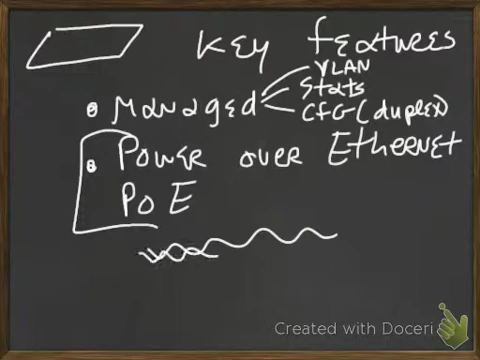 Key features
VLAN
Stats
• Managed
CFG (duplex)
• Power over Ethernet
PoE
Created with Doceri